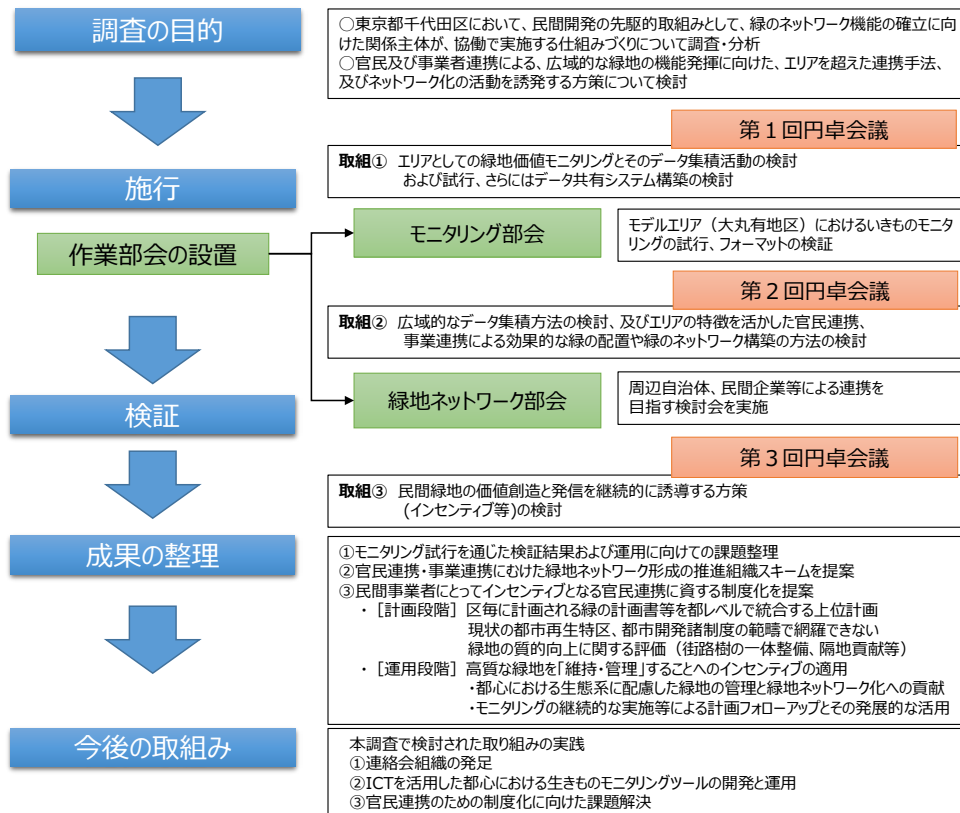 調査の目的
○東京都千代田区において、民間開発の先駆的取組みとして、緑のネットワーク機能の確立に向
けた関係主体が、協働で実施する仕組みづくりについて調査・分析
○官民及び事業者連携による、広域的な緑地の機能発揮に向けた、エリアを超えた連携手法、
及びネットワーク化の活動を誘発する方策について検討
第1回円卓会議
施行
取組① エリアとしての緑地価値モニタリングとそのデータ集積活動の検討
および試行、さらにはデータ共有システム構築の検討
作業部会の設置
モニタリング部会
モデルエリア（大丸有地区）におけるいきものモニタ
リングの試行、フォーマットの検証
第2回円卓会議
取組② 広域的なデータ集積方法の検討、及びエリアの特徴を活かした官民連携、
事業連携による効果的な緑の配置や緑のネットワーク構築の方法の検討
緑地ネットワーク部会
周辺自治体、民間企業等による連携を
目指す検討会を実施
検証
第3回円卓会議
取組③ 民間緑地の価値創造と発信を継続的に誘導する方策
(インセンティブ等)の検討
成果の整理
①モニタリング試行を通じた検証結果および運用に向けての課題整理
②官民連携・事業連携にむけた緑地ネットワーク形成の推進組織スキームを提案
③民間事業者にとってインセンティブとなる官民連携に資する制度化を提案
・［計画段階］区毎に計画される緑の計画書等を都レベルで統合する上位計画
現状の都市再生特区、都市開発諸制度の範疇で網羅できない
緑地の質的向上に関する評価（街路樹の一体整備、隔地貢献等）
・［運用段階］高質な緑地を「維持・管理」することへのインセンティブの適用
・都心における生態系に配慮した緑地の管理と緑地ネットワーク化への貢献
・モニタリングの継続的な実施等による計画フォローアップとその発展的な活用
今後の取組み
本調査で検討された取り組みの実践
①連絡会組織の発足
②ICTを活用した都心における生きものモニタリングツールの開発と運用
③官民連携のための制度化に向けた課題解決